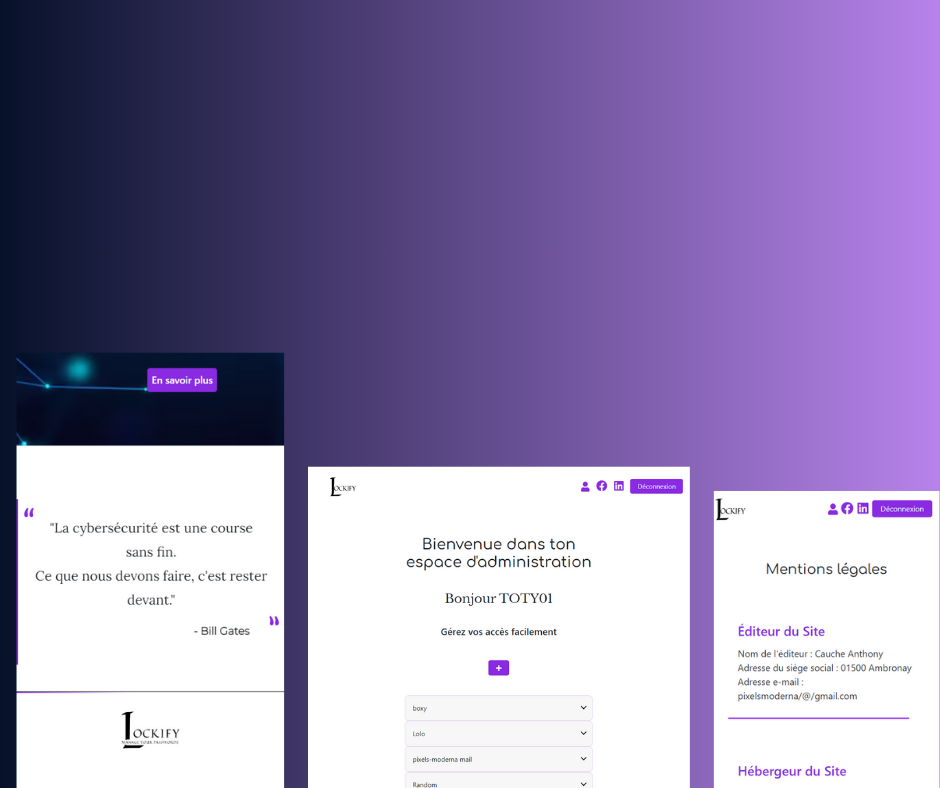 En savoir plus
"La cybersécurité est une course
sans fin.
Ce que nous devons faire, c'est rester
devant."
- Bill Gates
LOCKIFY
LOCKIFY
Déconnexion
Bienvenue dans ton
espace d'administration
Bonjour TOTY01
Gérez vos accès facilement
+
boxy
Lolo
pixels-moderna mail
Random
LOCKIFY
Déconnexion
Mentions légales
Éditeur du Site
Nom de l'éditeur : Cauche Anthony
Adresse du siège social : 01500 Ambronay
Adresse e-mail :
pixelsmoderna/@/gmail.com
Hébergeur du Site